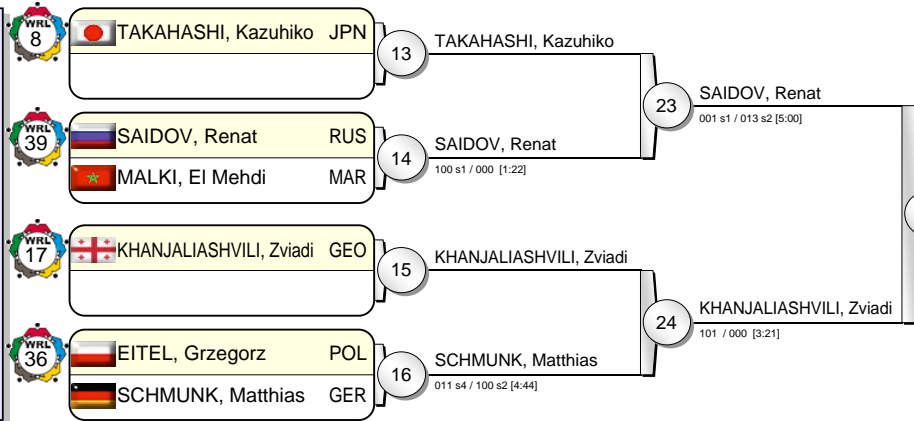 WRL
8
TAKAHASHI, Kazuhiko JPN
13
TAKAHASHI, Kazuhiko
23
SAIDOV, Renat
001 s1 / 013 s2 [5:00]
WRL
39
SAIDOV, Renat RUS
MALKI, El Mehdi MAR
14
SAIDOV, Renat
100 s1 / 000 [1:22]
WRL
17
KHANJALIASHVILI, Zviadi GEO
15
KHANJALIASHVILI, Zviadi
24
KHANJALIASHVILI, Zviadi
101 / 000 [3:21]
WRL
36
EITEL, Grzegorz POL
SCHMUNK, Matthias GER
16
SCHMUNK, Matthias
011 s4 / 100 s2 [4:44]